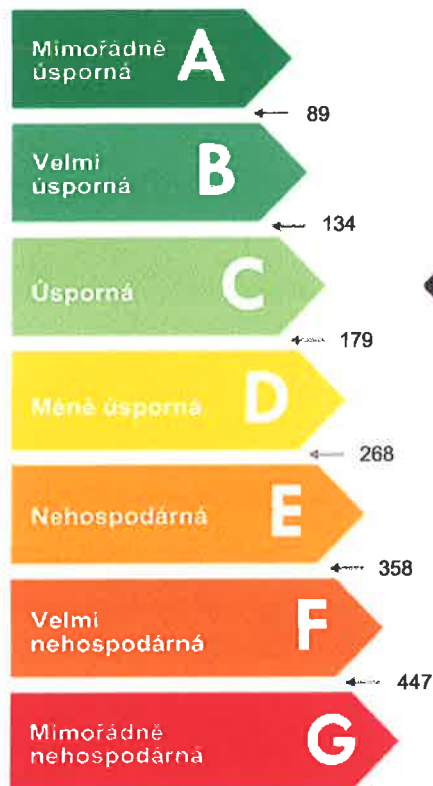 Mimořádně
úsporná
A
89
Velmi
úsporná
B
134
Úsporná
C
179
Méně úsporná
D
268
Nehospodárná
E
358
Velmi
nehospodárná
F
447
Mimořádně
nehospodárná
G